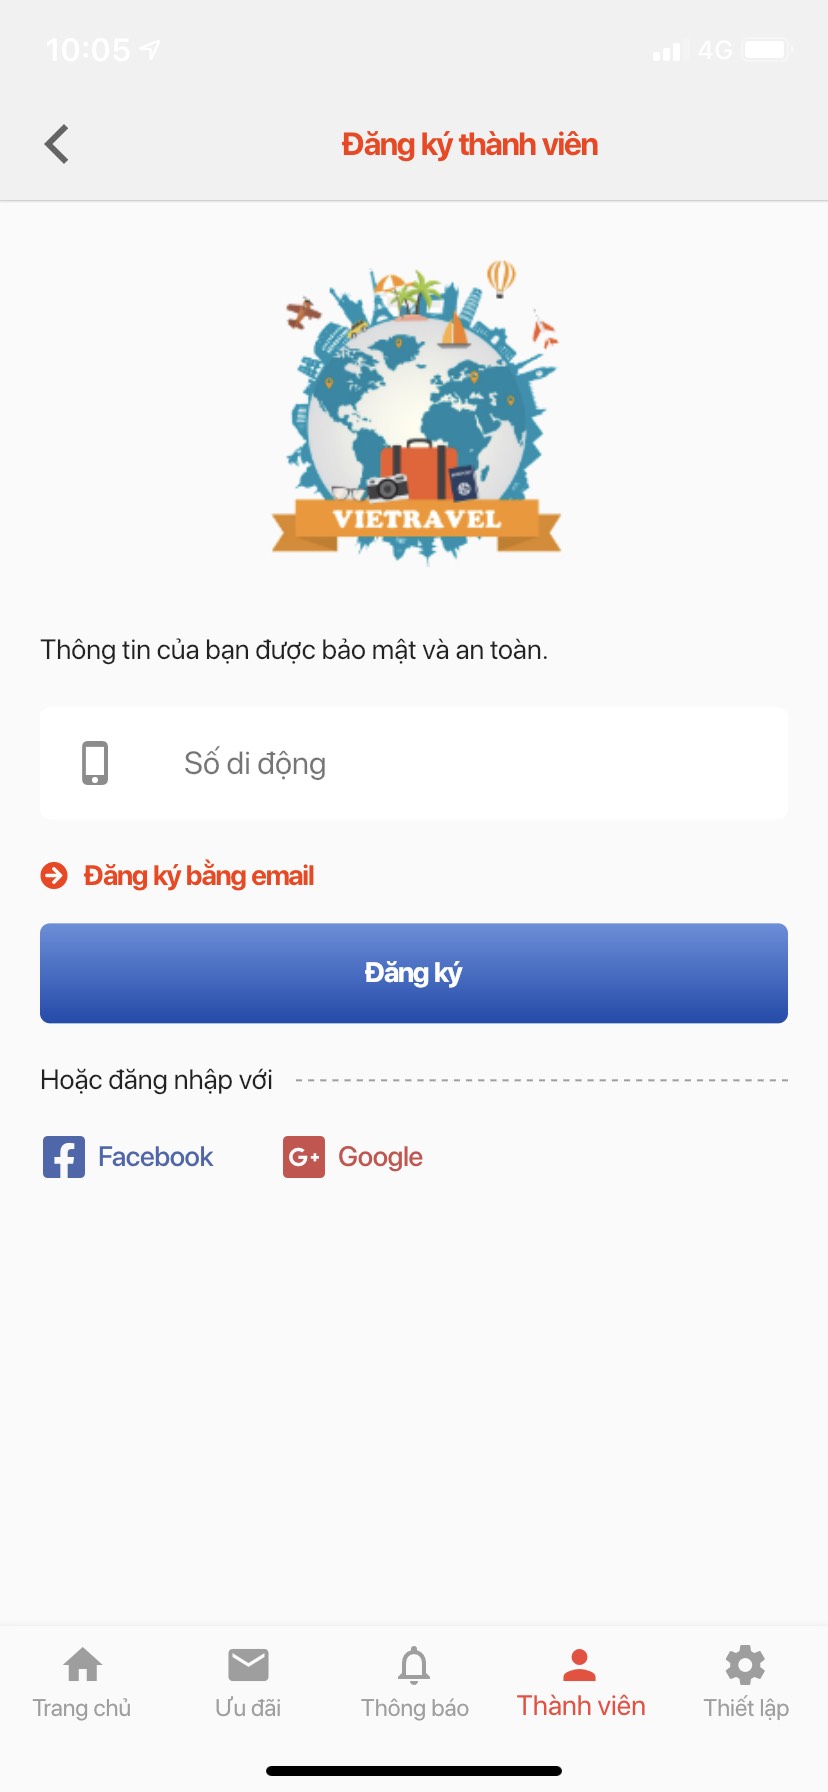 10:05
4G
Đăng ký thành viên
VIETRAVEL
Thông tin của bạn được bảo mật và an toàn.
Số di động
Đăng ký bằng email
Đăng ký
Hoặc đăng nhập với
Facebook
G+ Google
Trang chủ
Ưu đãi
Thông báo
Thành viên
Thiết lập